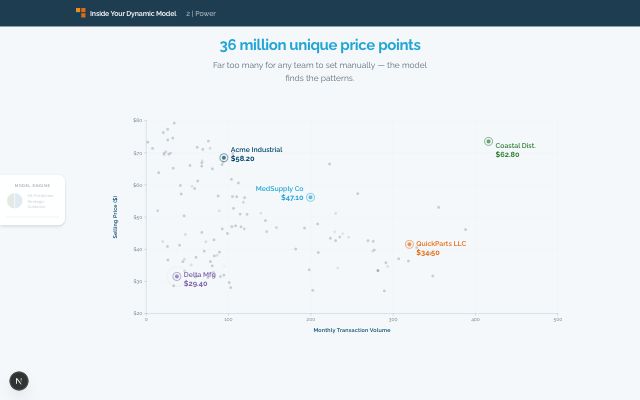 Inside Your Dynamic Model 2 | Power
36 million unique price points
Far too many for any team to set manually — the model
finds the patterns.
MODEL ENGINE
Selling Price ($)
$80
$70
$60
$50
$40
$30
$20
Acme Industrial
$58.20
Coastal Dist.
$62.80
MedSupply Co
$47.10
QuickParts LLC
$34.50
Delta Mfg
$29.40
0 100 200 300 400 500
Monthly Transaction Volume
N